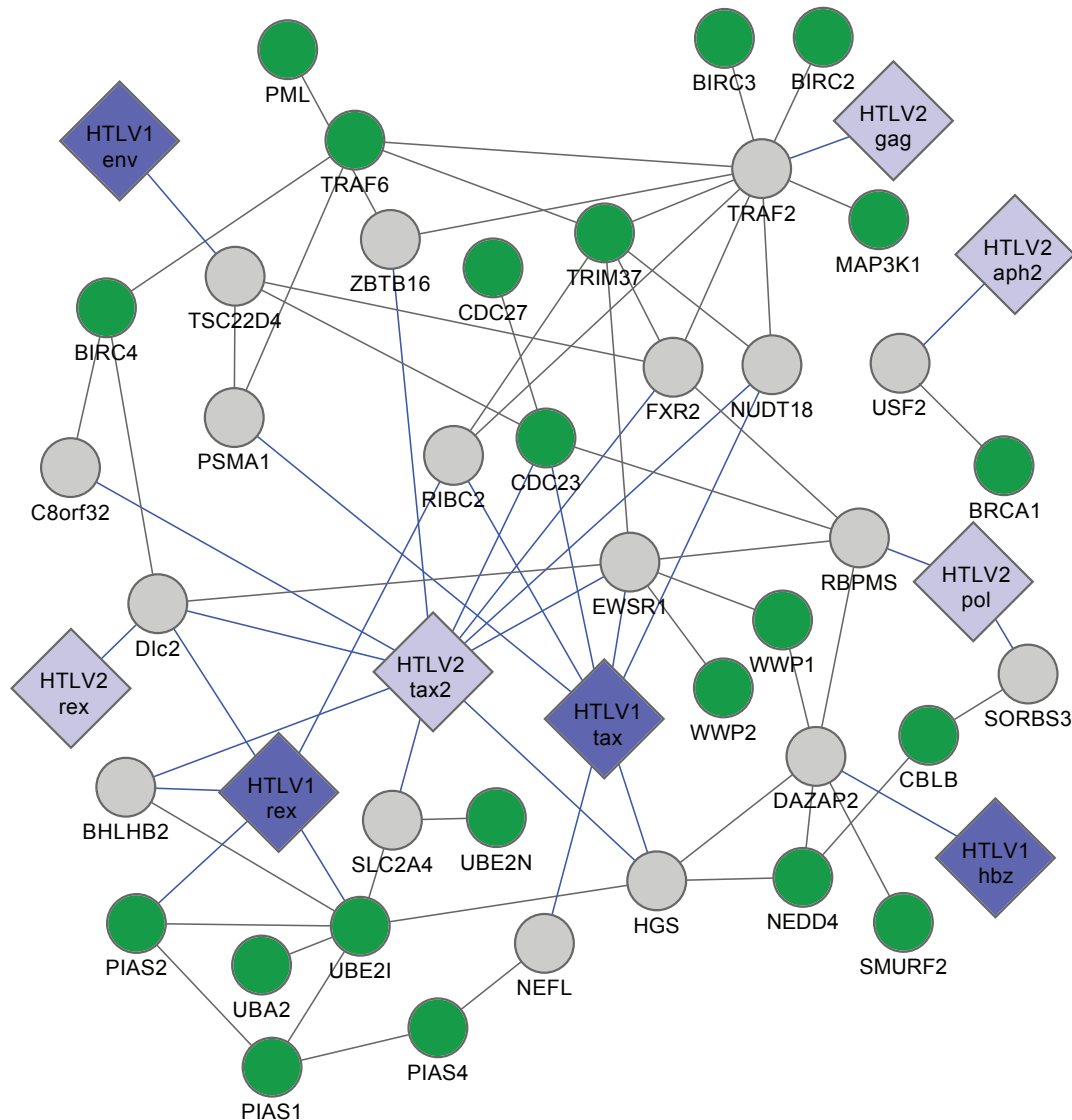 BIRC3
BIRC2
PML
HTLV2
gag
HTLV1
env
TRAF6
TRAF2
MAP3K1
HTLV2
aph2
ZBTB16
TRIM37
CDC27
TSC22D4
BIRC4
FXR2
NUDT18
USF2
PSMA1
C8orf32
RIBC2
CDC23
BRCA1
RBPMS
HTLV2
pol
EWSR1
Dlc2
WWP1
HTLV2
rex
HTLV2
tax2
HTLV1
tax
WWP2
SORBS3
CBLB
DAZAP2
BHLHB2
HTLV1
rex
SLC2A4
UBE2N
HTLV1
hbz
HGS
NEDD4
SMURF2
PIAS2
UBA2
UBE2I
NEFL
PIAS4
PIAS1